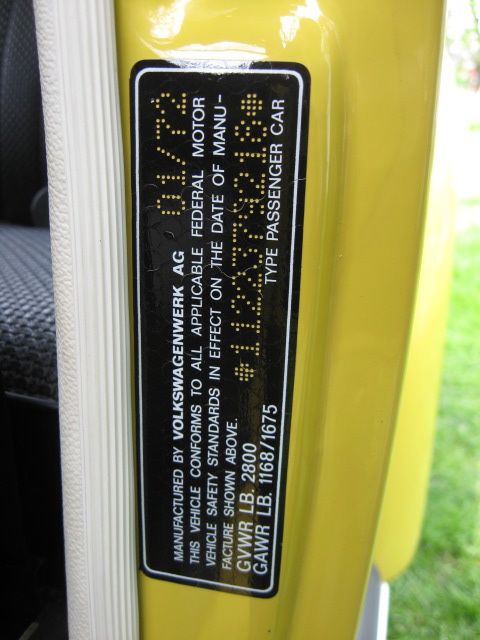 MANUFACTURED BY VOLKSWAGENWERK AG 01/72
THIS VEHICLE CONFORMS TO ALL APPLICABLE FEDERAL MOTOR
VEHICLE SAFETY STANDARDS IN EFFECT ON THE DATE OF MANU-
FACTURE SHOWN ABOVE.
GVWR LB. 2800
GAWR LB. 1168/1675
TYPE PASSENGER CAR